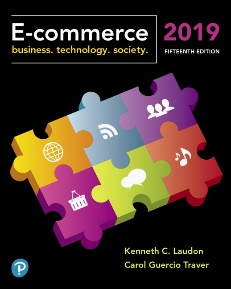 E-commerce 2019
business. technology. society. FIFTEENTH EDITION
Kenneth C. Laudon
Carol Guercio Traver
P